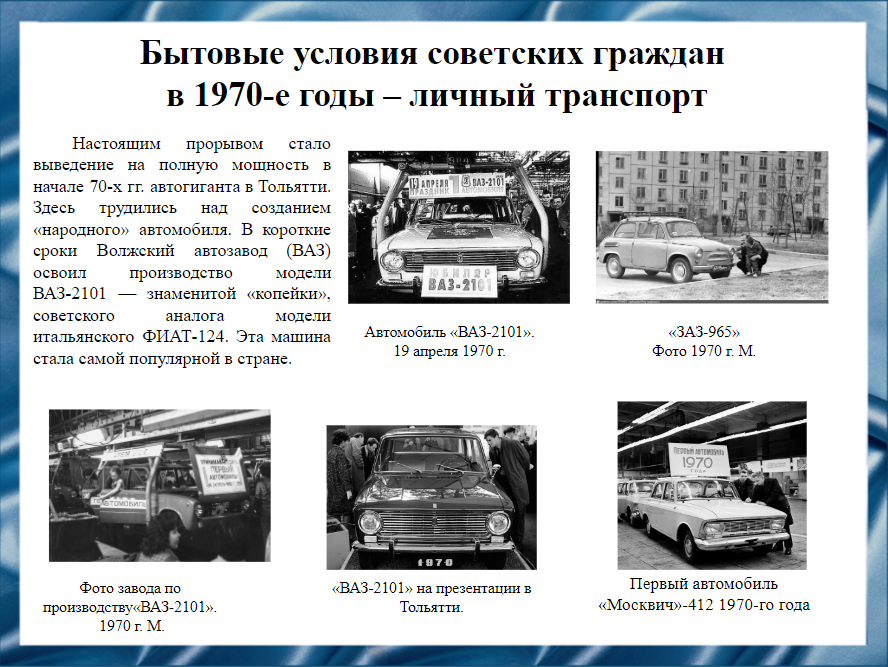 Бытовые условия советских граждан
в 1970-е годы – личный транспорт
Настоящим прорывом стало
выведение на полную мощность в
начале 70-х гг. автогиганта в Тольятти.
Здесь трудились над созданием
«народного» автомобиля. В короткие
сроки Волжский автозавод (ВАЗ)
освоил производство модели
ВАЗ-2101 — знаменитой «копейки»,
советского аналога модели
итальянского ФИАТ-124. Эта машина
стала самой популярной в стране.
19 АПРЕЛЯ
ВАЗ-2101
ПРАЗДНИК
АВТОМОБИЛЯ
ЮБИЛЯР
ВАЗ-2101
Автомобиль «ВАЗ-2101».
19 апреля 1970 г.
«ЗАЗ-965»
Фото 1970 г. М.
ПЕРВЫЙ
АВТОМОБИЛЬ
АВТОМОБИЛЬ
Фото завода по
производству«ВАЗ-2101».
1970 г. М.
1970
«ВАЗ-2101» на презентации в
Тольятти.
ПЕРВЫЙ АВТОМОБИЛЬ
1970
ГОДА
Первый автомобиль
«Москвич»-412 1970-го года